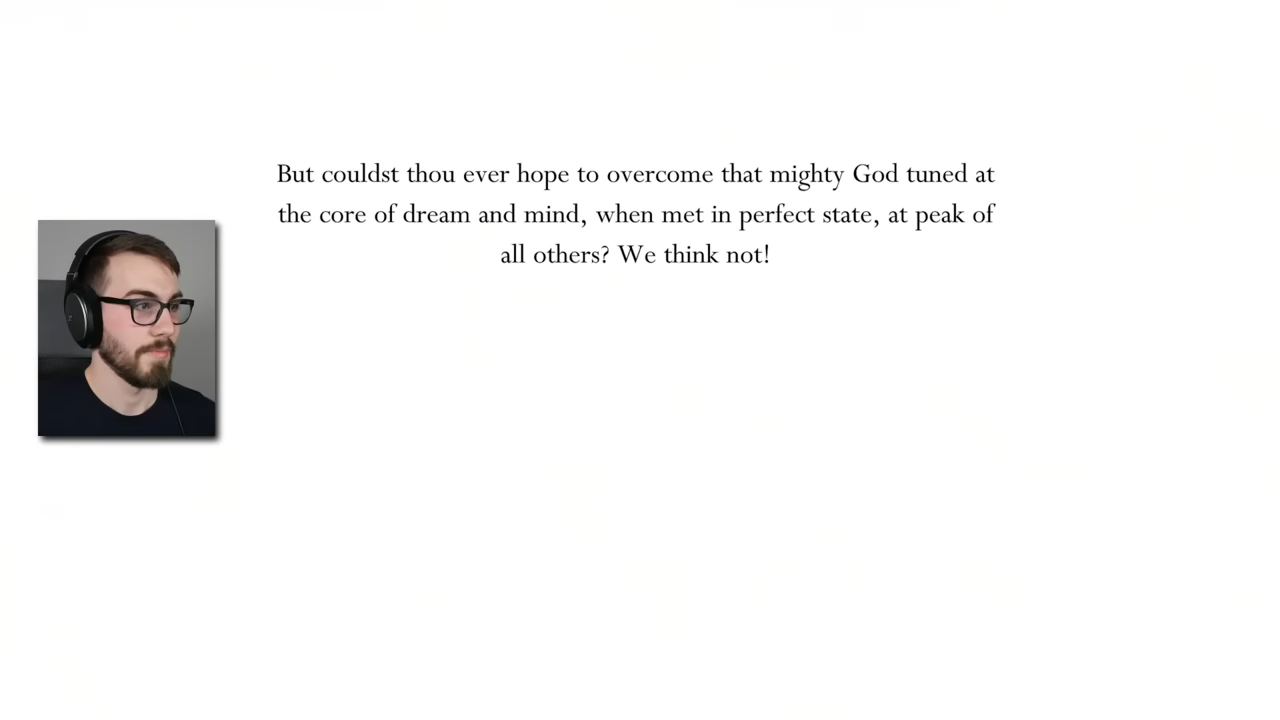 But couldst thou ever hope to overcome that mighty God tuned at
the core of dream and mind, when met in perfect state, at peak of
all others? We think not!